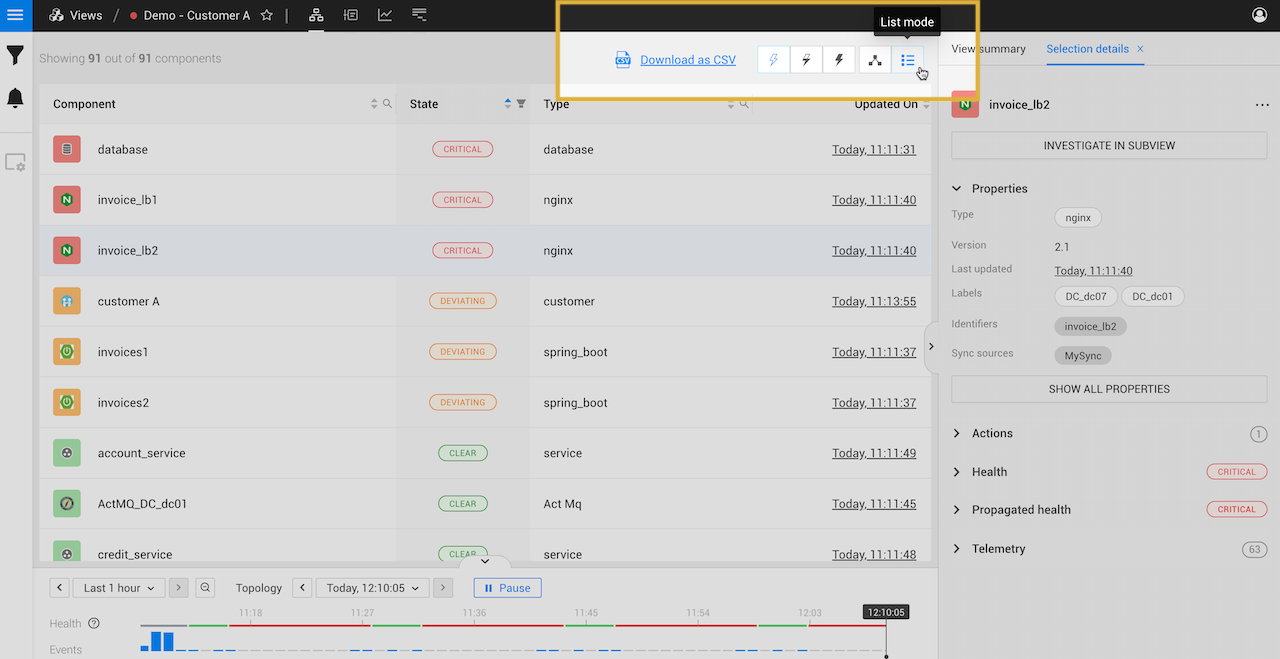 Views / Demo - Customer A
List mode
Showing 91 out of 91 components
CSV Download as CSV
View summary Selection details X
Component State Type Updated On
N invoice_lb2 ...
INVESTIGATE IN SUBVIEW
database CRITICAL database Today, 11:11:31
N invoice_lb1 CRITICAL nginx Today, 11:11:40
N invoice_lb2 CRITICAL nginx Today, 11:11:40
customer A DEVIATING customer Today, 11:13:55
invoices1 DEVIATING spring_boot Today, 11:11:37
invoices2 DEVIATING spring_boot Today, 11:11:37
account_service CLEAR service Today, 11:11:49
ActMQ_DC_dc01 CLEAR Act Mq Today, 11:11:45
credit_service CLEAR service Today, 11:11:48
Properties
Type nginx
Version 2.1
Last updated Today, 11:11:40
Labels DC_dc07 DC_dc01
Identifiers invoice_lb2
Sync sources MySync
SHOW ALL PROPERTIES
Actions 1
Health CRITICAL
Propagated health CRITICAL
Telemetry 63
Last 1 hour Topology Today, 12:10:05 Pause
11:18 11:27 11:36 11:45 11:54 12:03 12:10:05
Health ?
Events